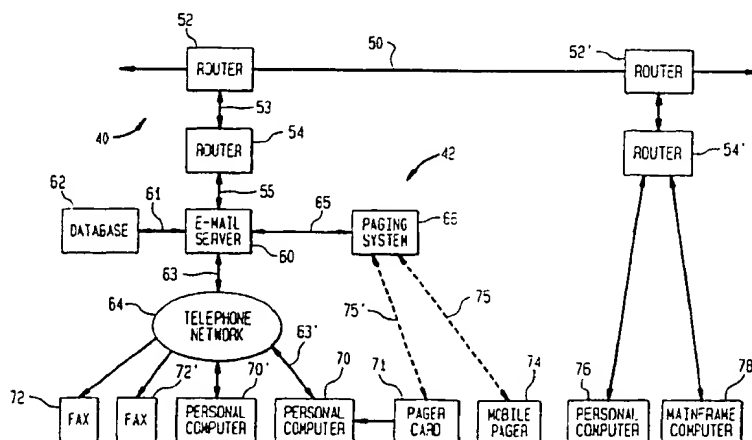 52
50
52'
ROUTER
ROUTER
53
40
54
ROUTER
54'
ROUTER
42
62
61
55
65
66
DATABASE
E-MAIL
SERVER
PAGING
SYSTEM
60
63
64
TELEPHONE
NETWORK
63'
75'
75
72
72'
70'
70
71
74
76
78
FAX
FAX
PERSONAL
COMPUTER
PERSONAL
COMPUTER
PAGER
CARD
MOBILE
PAGER
PERSONAL
COMPUTER
MAINFRAME
COMPUTER